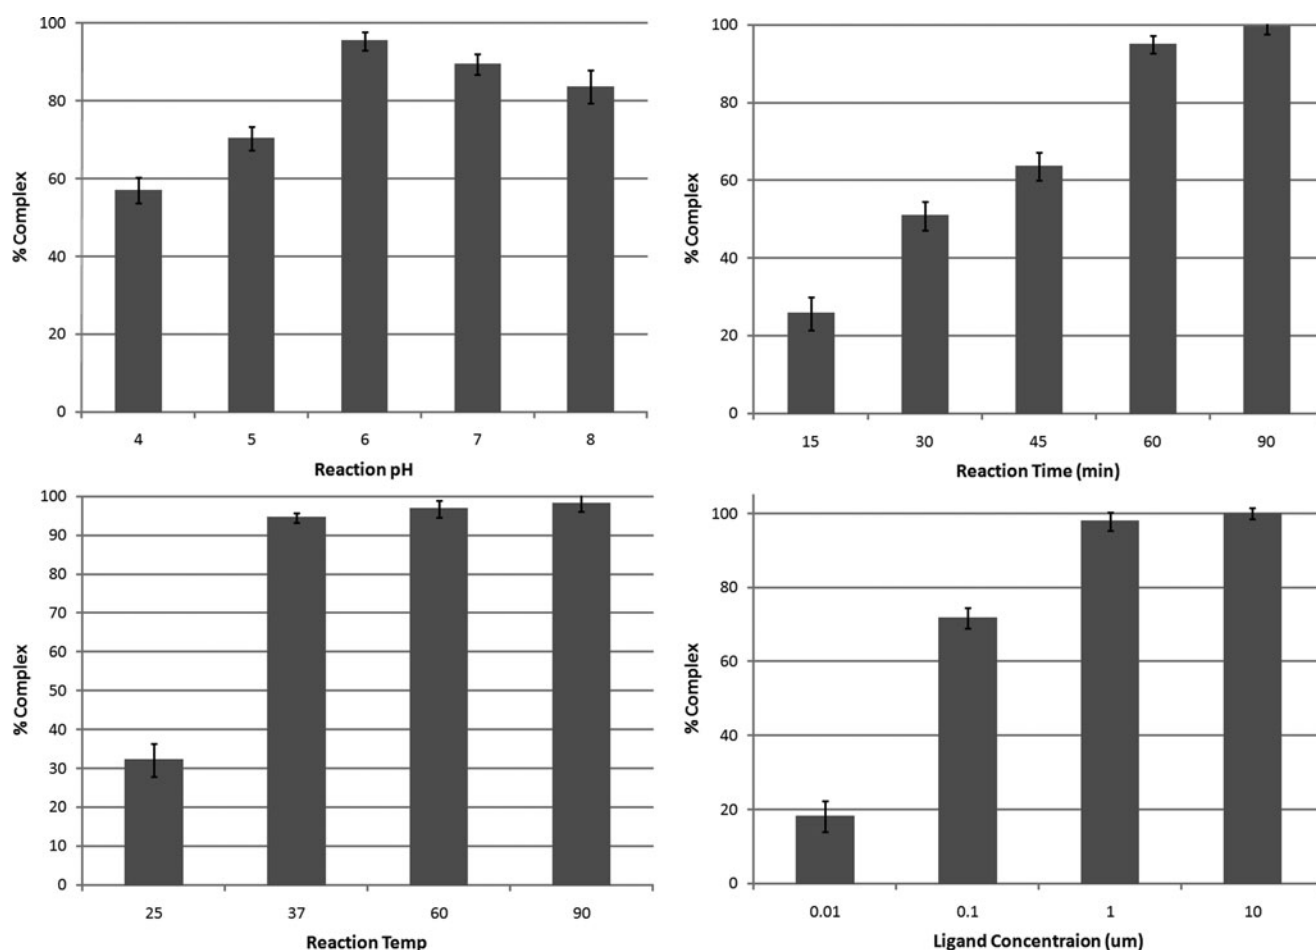 100
80
60
40
20
0
% Complex
4 5 6 7 8
Reaction pH
100
80
60
40
20
0
% Complex
15 30 45 60 90
Reaction Time (min)
100
90
80
70
60
50
40
30
20
10
0
% Complex
25 37 60 90
Reaction Temp
100
80
60
40
20
0
% Complex
0.01 0.1 1 10
Ligand Concentraion (um)